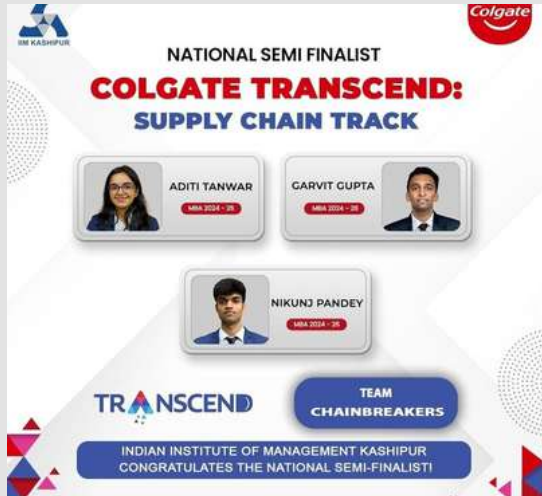 IIM KASHIPUR
Colgate
NATIONAL SEMI FINALIST
COLGATE TRANSCEND:
SUPPLY CHAIN TRACK
ADITI TANWAR
MBA 2024 - 26
GARVIT GUPTA
MBA 2024 - 26
NIKUNJ PANDEY
MBA 2024 - 26
TRANSCEND
TEAM
CHAINBREAKERS
INDIAN INSTITUTE OF MANAGEMENT KASHIPUR
CONGRATULATES THE NATIONAL SEMI-FINALIST!